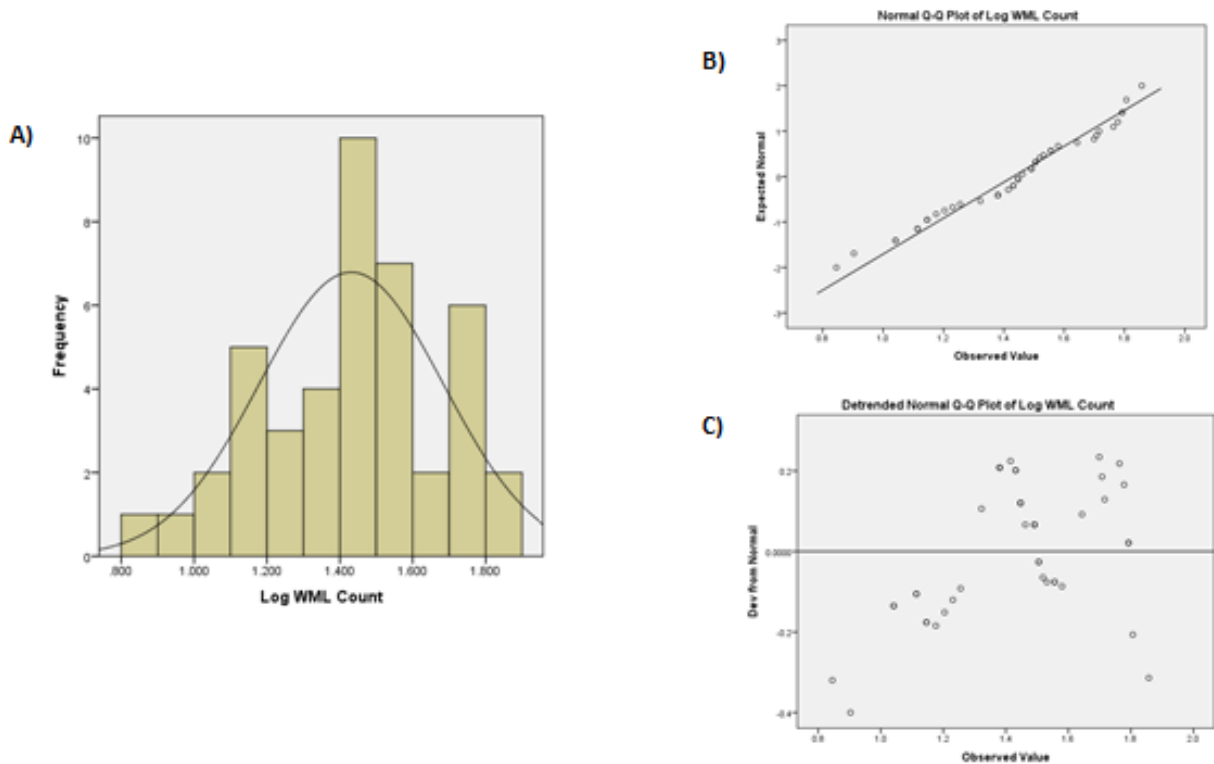 A)
Frequency
10
8
6
4
2
0
.800 1.000 1.200 1.400 1.600 1.800
Log WML Count
B)
Normal Q-Q Plot of Log WML Count
Expected Normal
3
2
1
0
-1
-2
-3
0.8 1.0 1.2 1.4 1.6 1.8 2.0
Observed Value
C)
Detrended Normal Q-Q Plot of Log WML Count
Dev from Normal
0.2
0.0000
-0.2
-0.4
0.8 1.0 1.2 1.4 1.6 1.8 2.0
Observed Value